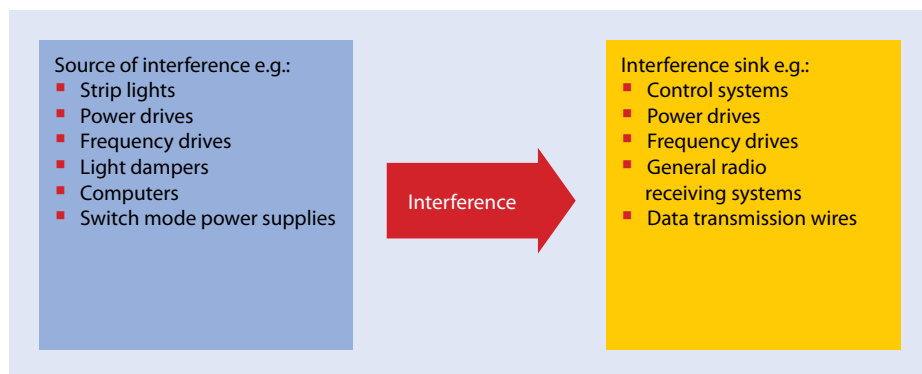 Source of interference e.g.:
Strip lights
Power drives
Frequency drives
Light dampers
Computers
Switch mode power supplies
Interference
Interference sink e.g.:
Control systems
Power drives
Frequency drives
General radio
receiving systems
Data transmission wires